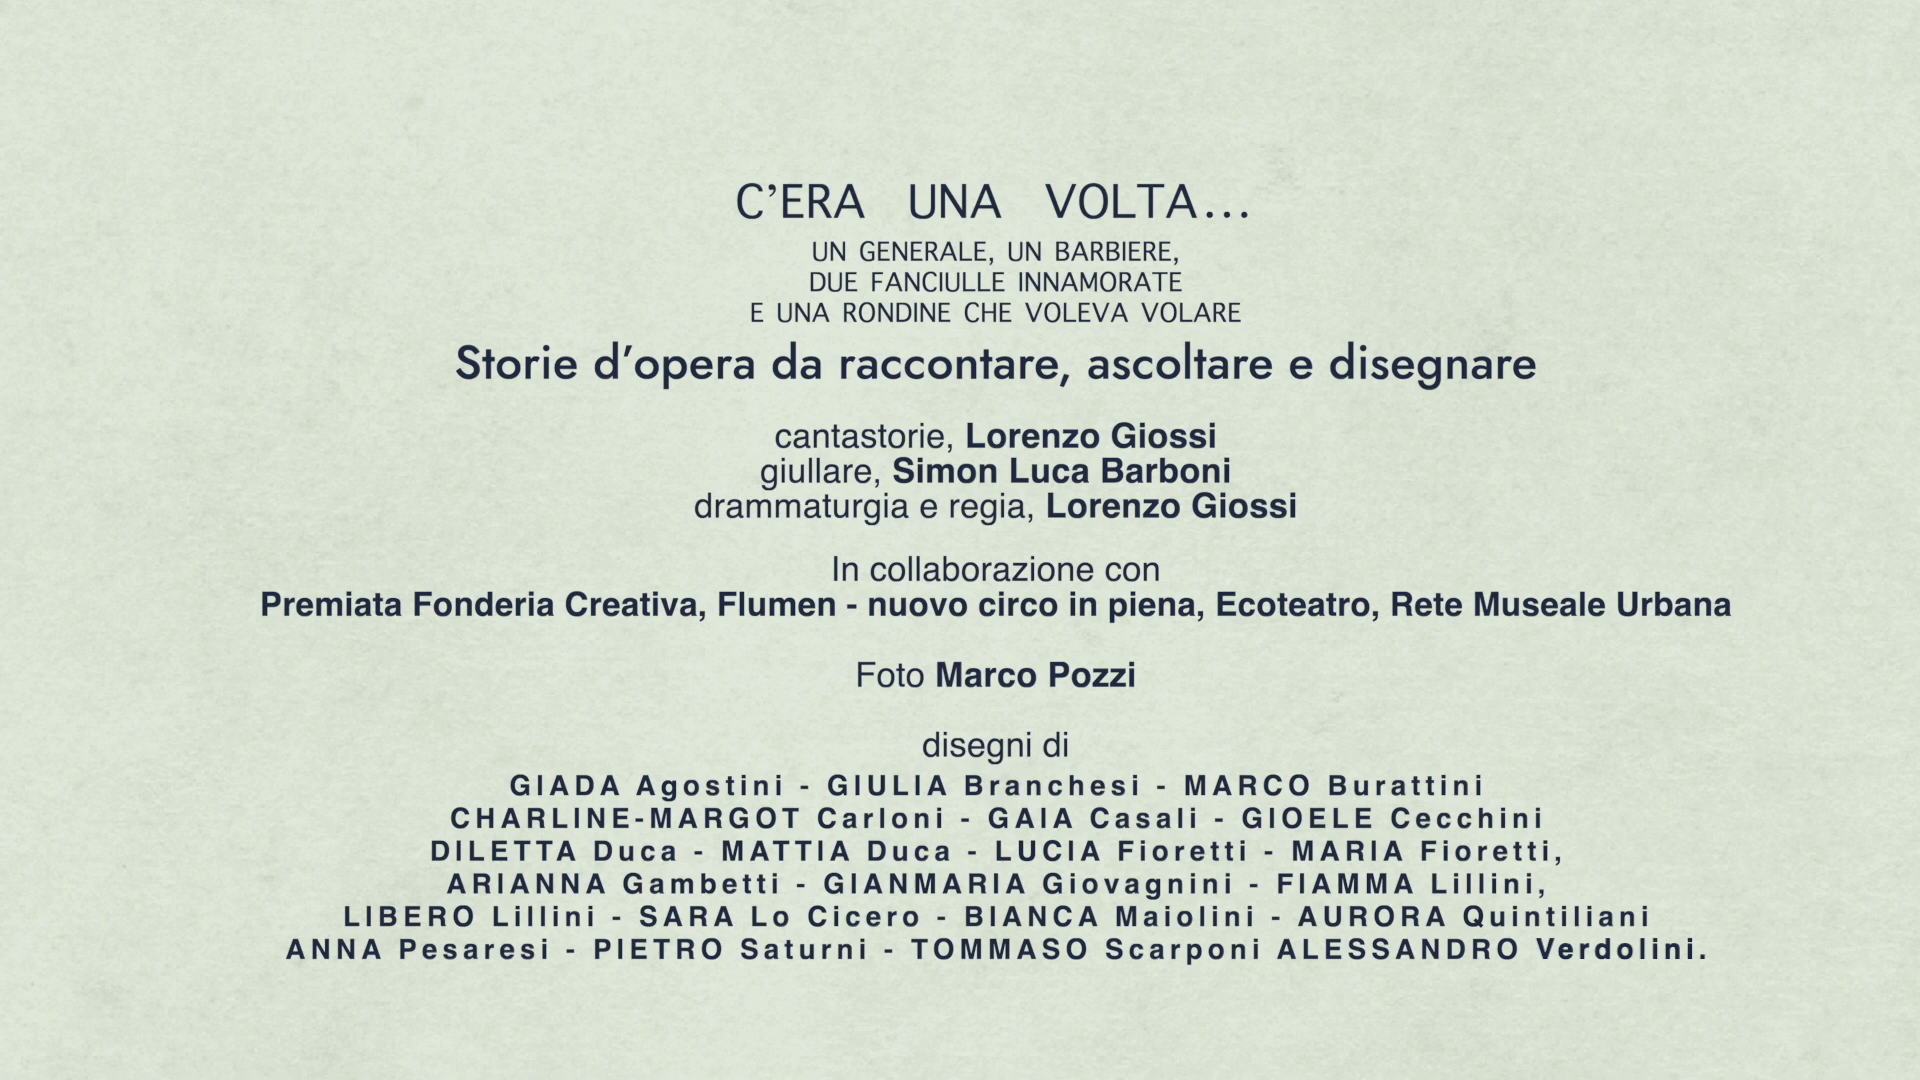 C’ERA UNA VOLTA...
UN GENERALE, UN BARBIERE,
DUE FANCIULLE INNAMORATE
E UNA RONDINE CHE VOLEVA VOLARE
Storie d’opera da raccontare, ascoltare e disegnare
cantastorie, Lorenzo Giossi
giullare, Simon Luca Barboni
drammaturgia e regia, Lorenzo Giossi
In collaborazione con
Premiata Fonderia Creativa, Flumen - nuovo circo in piena, Ecoteatro, Rete Museale Urbana
Foto Marco Pozzi
disegni di
GIADA Agostini - GIULIA Branchesi - MARCO Burattini
CHARLINE-MARGOT Carloni - GAIA Casali - GIOELE Cecchini
DILETTA Duca - MATTIA Duca - LUCIA Fioretti - MARIA Fioretti,
ARIANNA Gambetti - GIANMARIA Giovagnini - FIAMMA Lillini,
LIBERO Lillini - SARA Lo Cicero - BIANCA Maiolini - AURORA Quintiliani
ANNA Pesaresi - PIETRO Saturni - TOMMASO Scarponi ALESSANDRO Verdolini.